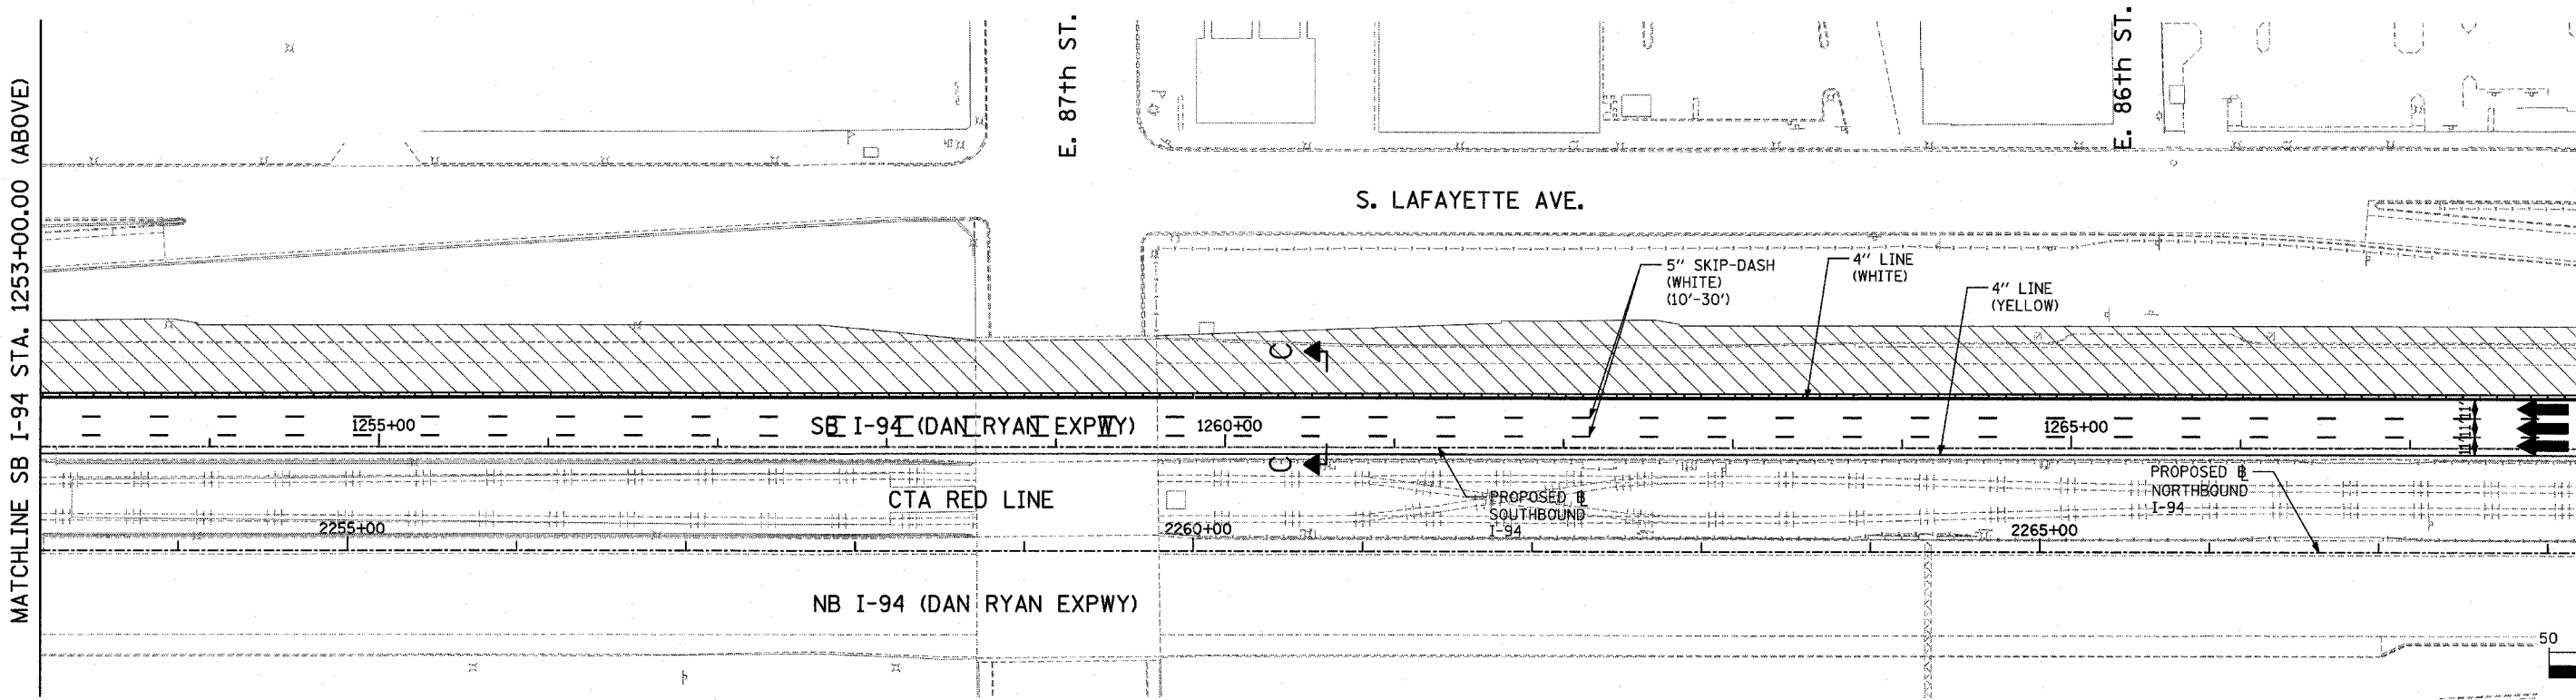 MATCHLINE SB I-94 STA. 1253+00.00 (ABOVE)
E. 87th ST.
E. 86th ST.
S. LAFAYETTE AVE.
5" SKIP-DASH
(WHITE)
(10'-30')
4" LINE
(WHITE)
4" LINE
(YELLOW)
C
1255+00
SB I-94 (DAN RYAN EXPWY)
1260+00
1265+00
11'
11'
11'
C
CTA RED LINE
PROPOSED ℄
SOUTHBOUND
I-94
PROPOSED ℄
NORTHBOUND
I-94
2255+00
2260+00
2265+00
NB I-94 (DAN RYAN EXPWY)
50